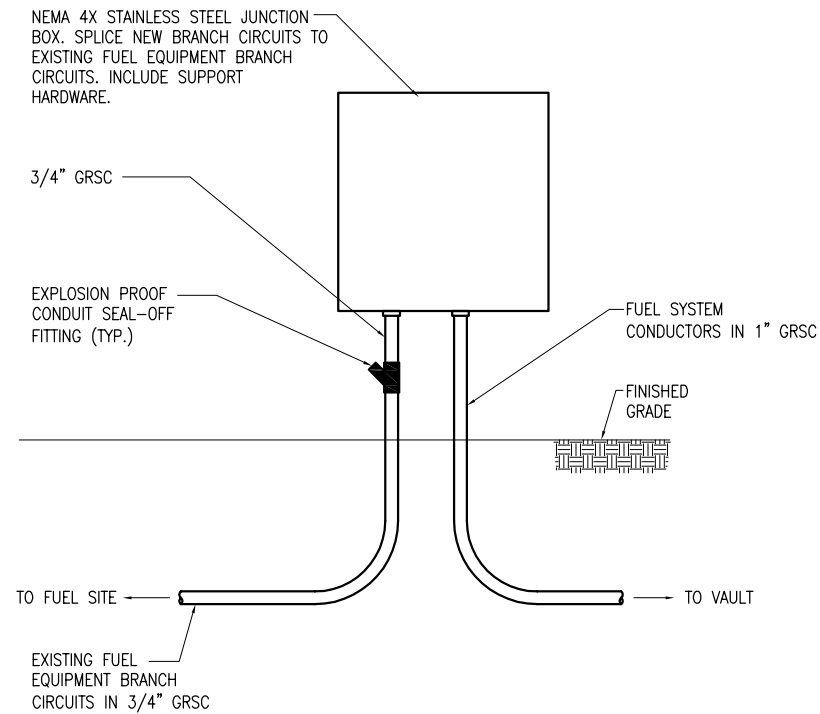 NEMA 4X STAINLESS STEEL JUNCTION
BOX. SPLICE NEW BRANCH CIRCUITS TO
EXISTING FUEL EQUIPMENT BRANCH
CIRCUITS. INCLUDE SUPPORT
HARDWARE.
3/4" GRSC
EXPLOSION PROOF
CONDUIT SEAL-OFF
FITTING (TYP.)
FUEL SYSTEM
CONDUCTORS IN 1" GRSC
FINISHED
GRADE
TO FUEL SITE
TO VAULT
EXISTING FUEL
EQUIPMENT BRANCH
CIRCUITS IN 3/4" GRSC